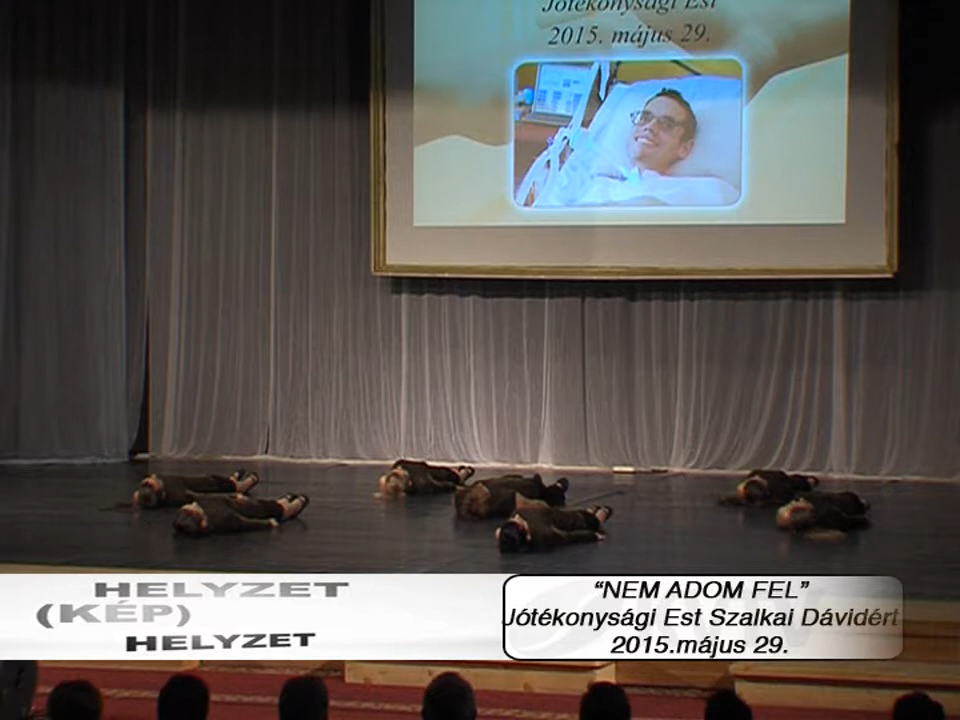 Jótékonysági Est
2015. május 29.
HELYZET
(KÉP)
HELYZET
“NEM ADOM FEL”
Jótékonysági Est Szalkai Dávidért
2015.május 29.